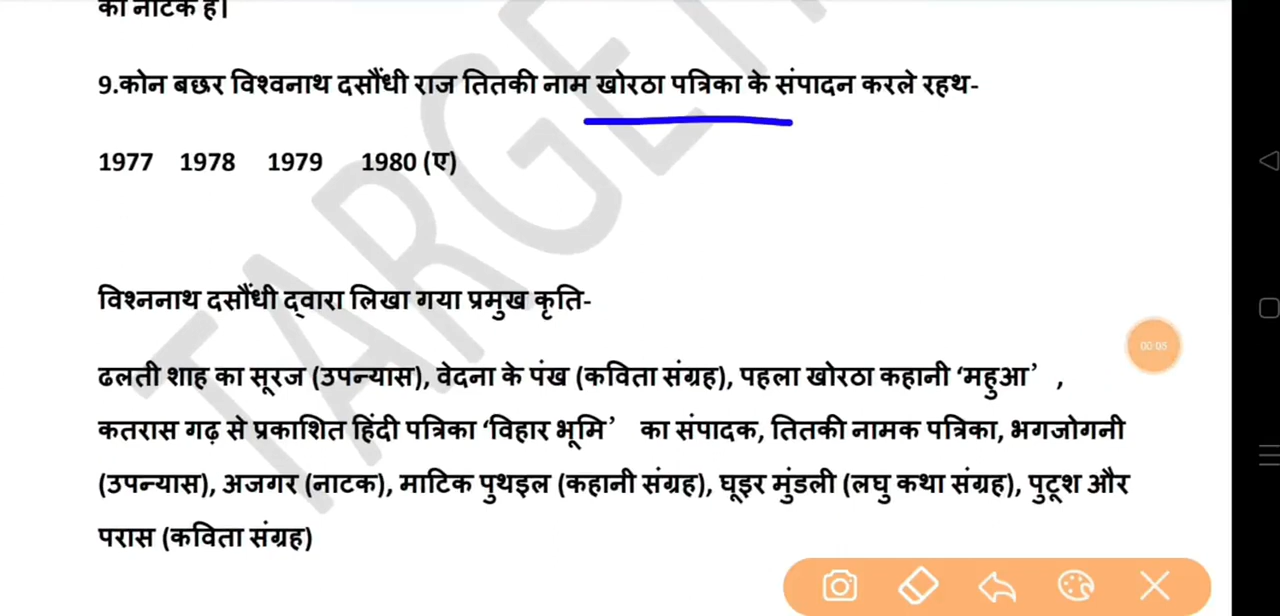 का नाटक है।
9.कोन बछर विश्वनाथ दसौंधी राज तितकी नाम खोरठा पत्रिका के संपादन करले रहथ-
1977 1978 1979 1980 (ए)
विश्ननाथ दसौंधी द्वारा लिखा गया प्रमुख कृति-
ढलती शाह का सूरज (उपन्यास), वेदना के पंख (कविता संग्रह), पहला खोरठा कहानी ‘महुआ’ ,
कतरास गढ़ से प्रकाशित हिंदी पत्रिका ‘विहार भूमि’ का संपादक, तितकी नामक पत्रिका, भगजोगनी
(उपन्यास), अजगर (नाटक), माटिक पुथइल (कहानी संग्रह), घूइर मुंडली (लघु कथा संग्रह), पुटूश और
परास (कविता संग्रह)
00:05
TARGET